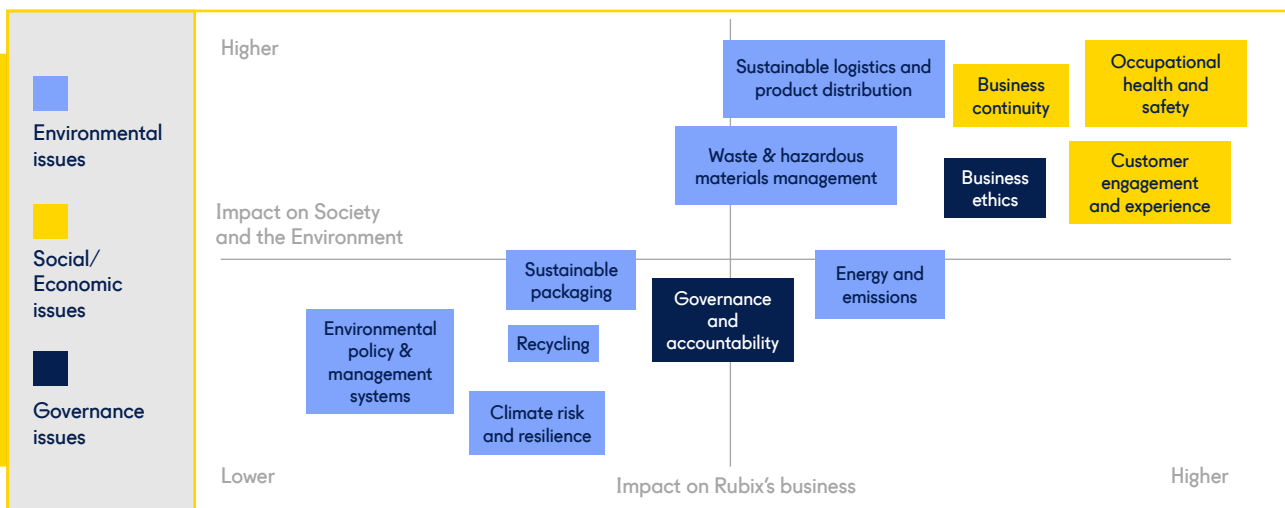 Environmental
issues
Social/
Economic
issues
Governance
issues
Higher
Impact on Society
and the Environment
Lower
Impact on Rubix's business
Higher
Sustainable logistics and
product distribution
Business
continuity
Occupational
health and
safety
Waste & hazardous
materials management
Business
ethics
Customer
engagement
and experience
Sustainable
packaging
Energy and
emissions
Governance
and
accountability
Environmental
policy &
management
systems
Recycling
Climate risk
and resilience